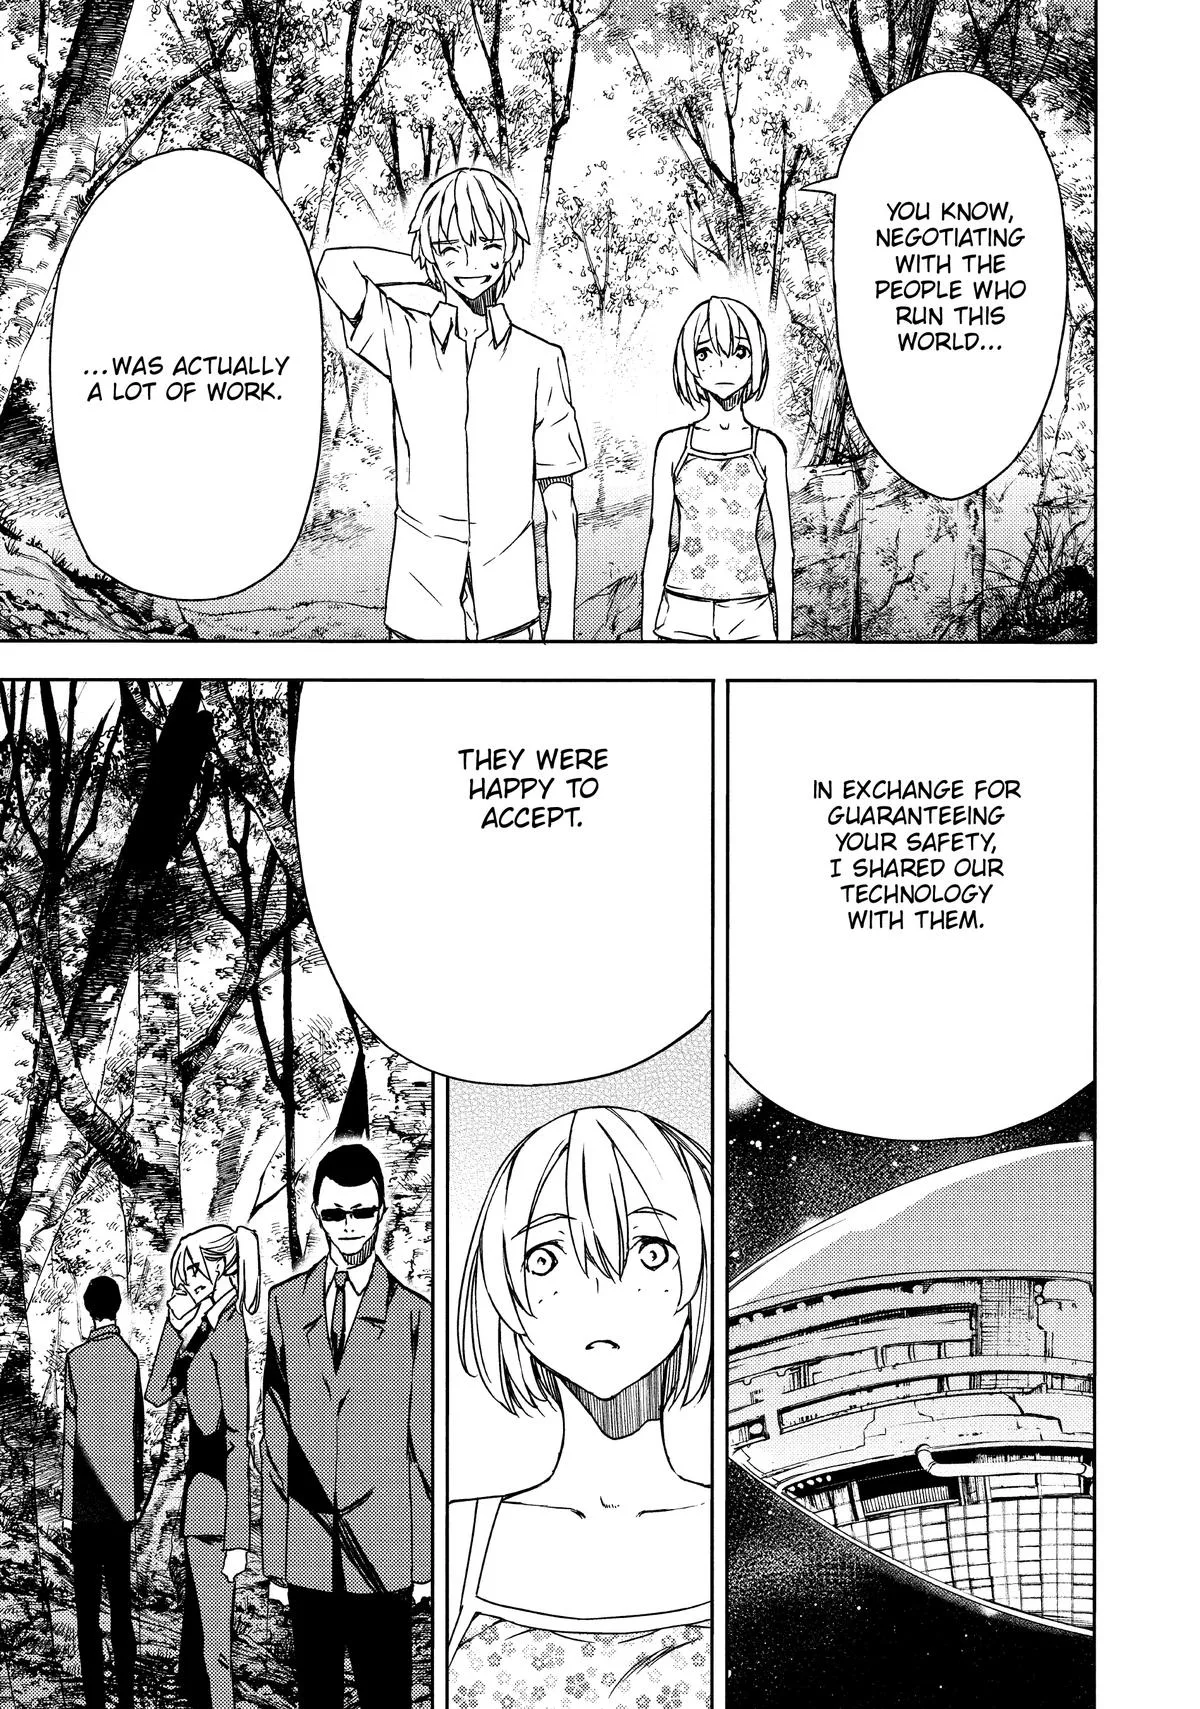 YOU KNOW,
NEGOTIATING
WITH THE
PEOPLE WHO
RUN THIS
WORLD...
...WAS ACTUALLY
A LOT OF WORK.
IN EXCHANGE FOR
GUARANTEEING
YOUR SAFETY,
I SHARED OUR
TECHNOLOGY
WITH THEM.
THEY WERE
HAPPY TO
ACCEPT.